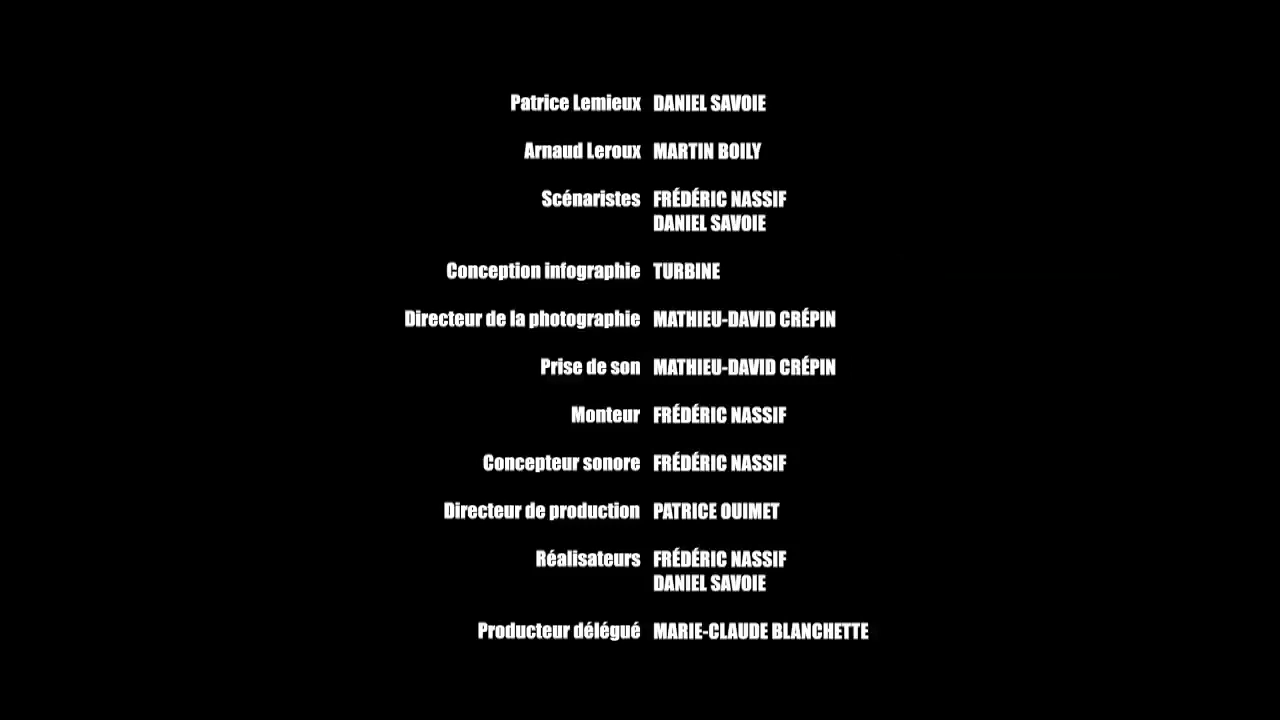 Patrice Lemieux DANIEL SAVOIE
Arnaud Leroux MARTIN BOILY
Scénaristes FRÉDÉRIC NASSIF
DANIEL SAVOIE
Conception infographie TURBINE
Directeur de la photographie MATHIEU-DAVID CRÉPIN
Prise de son MATHIEU-DAVID CRÉPIN
Monteur FRÉDÉRIC NASSIF
Concepteur sonore FRÉDÉRIC NASSIF
Directeur de production PATRICE OUIMET
Réalisateurs FRÉDÉRIC NASSIF
DANIEL SAVOIE
Producteur délégué MARIE-CLAUDE BLANCHETTE